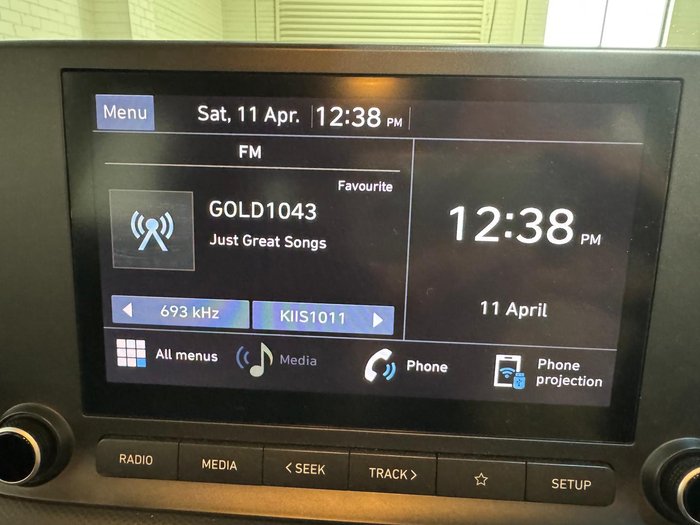 Menu
Sat, 11 Apr.
12:38 PM
FM
Favourite
GOLD1043
Just Great Songs
693 kHz
KIIS1011
12:38 PM
11 April
All menus
Media
Phone
Phone
projection
RADIO
MEDIA
< SEEK
TRACK >
SETUP